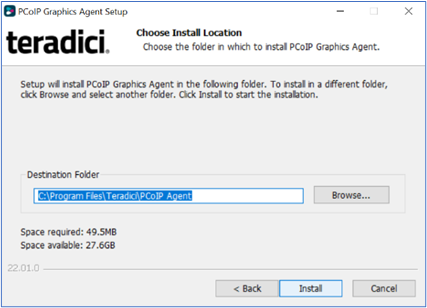 PCoIP Graphics Agent Setup
teradici.
Choose Install Location
Choose the folder in which to install PCoIP Graphics Agent.
Setup will install PCoIP Graphics Agent in the following folder. To install in a different folder,
click Browse and select another folder. Click Install to start the installation.
Destination Folder
C:\Program Files\Teradici\PCoIP Agent
Browse...
Space required: 49.5MB
Space available: 27.6GB
22.01.0
< Back
Install
Cancel